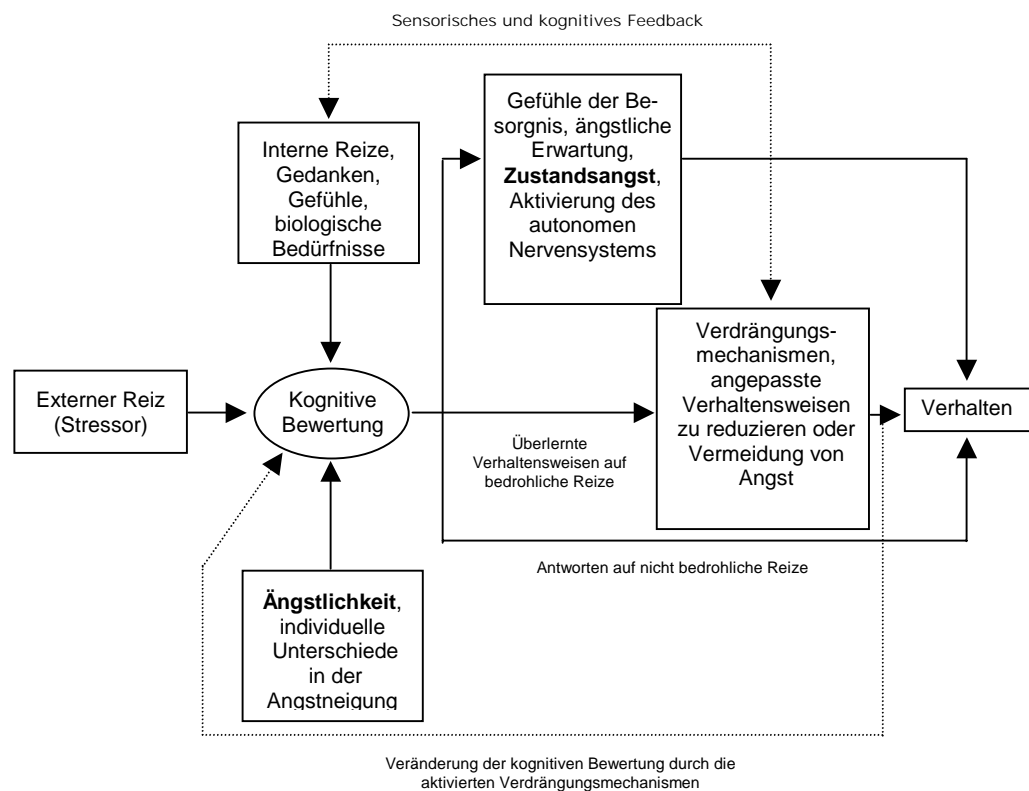 Sensorisches und kognitives Feedback
Interne Reize,
Gedanken,
Gefühle,
biologische
Bedürfnisse
Gefühle der Be-
sorgnis, ängstliche
Erwartung,
Zustandsangst,
Aktivierung des
autonomen
Nervensystems
Externer Reiz
(Stressor)
Kognitive
Bewertung
Überlernte
Verhaltensweisen auf
bedrohliche Reize
Verdrängungs-
mechanismen,
angepasste
Verhaltensweisen
zu reduzieren oder
Vermeidung von
Angst
Verhalten
Antworten auf nicht bedrohliche Reize
Ängstlichkeit,
individuelle
Unterschiede
in der
Angstneigung
Veränderung der kognitiven Bewertung durch die
aktivierten Verdrängungsmechanismen